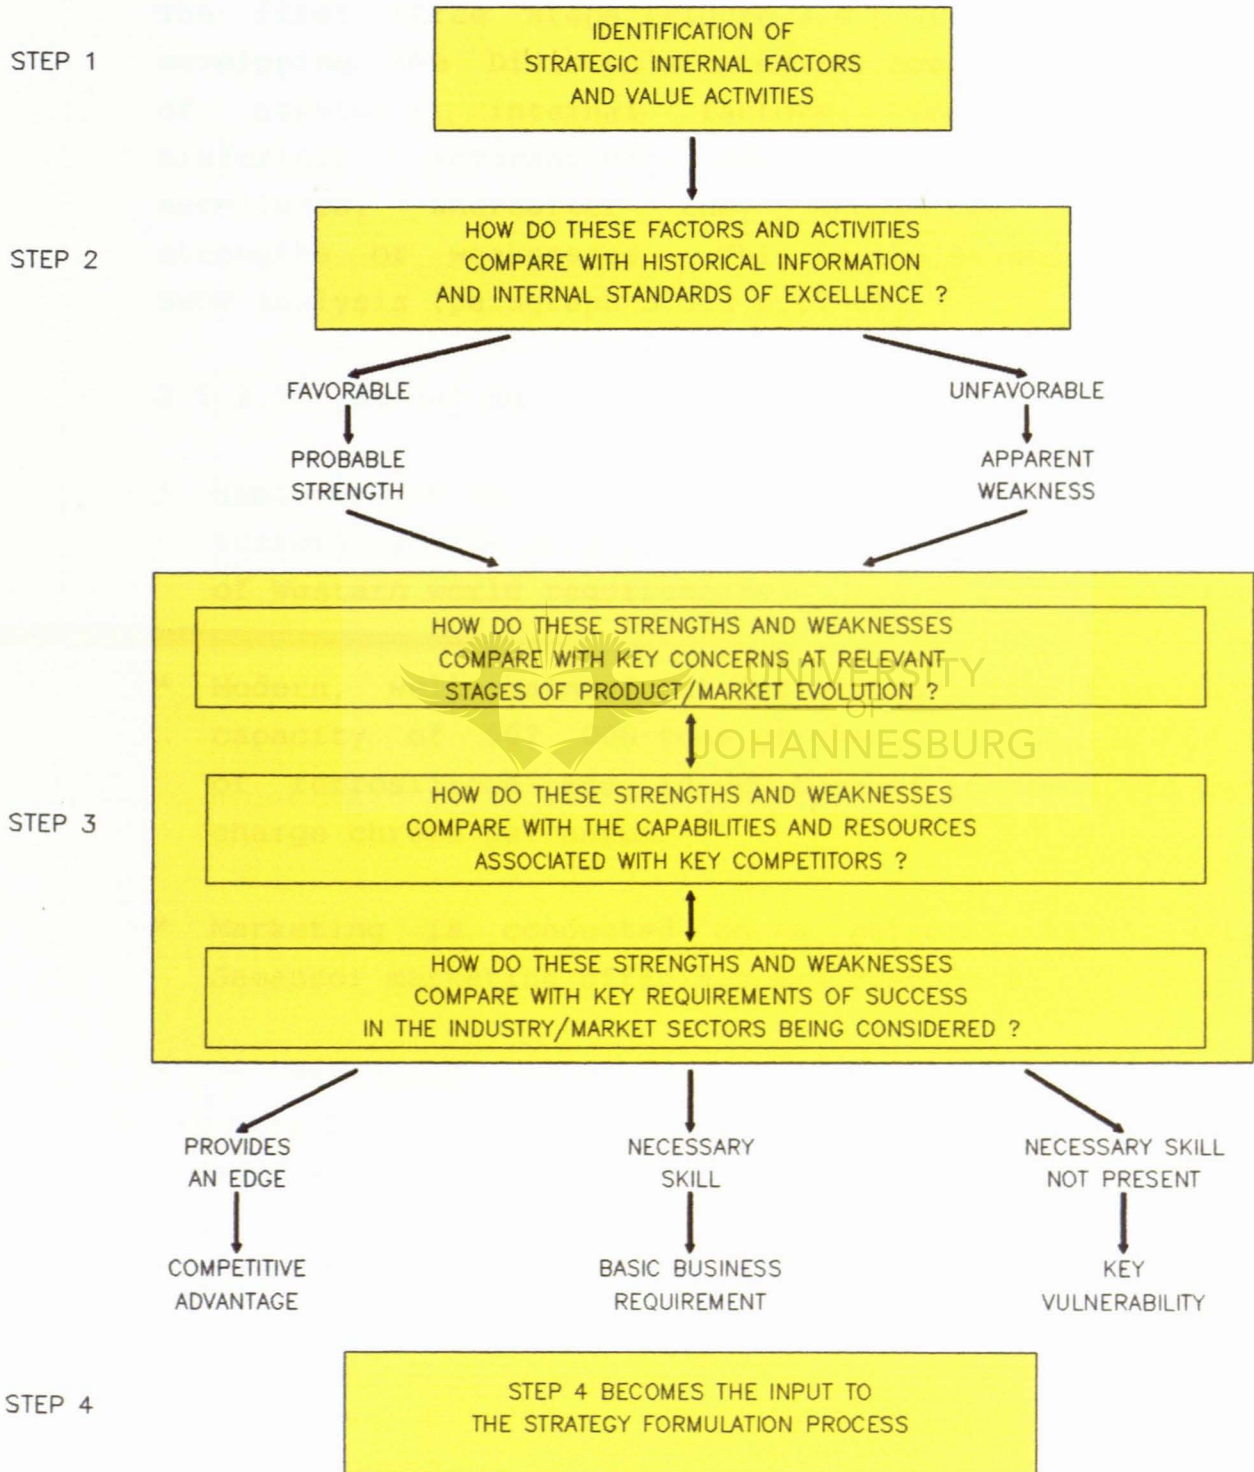 STEP 1
IDENTIFICATION OF
STRATEGIC INTERNAL FACTORS
AND VALUE ACTIVITIES
STEP 2
HOW DO THESE FACTORS AND ACTIVITIES
COMPARE WITH HISTORICAL INFORMATION
AND INTERNAL STANDARDS OF EXCELLENCE ?
FAVORABLE
UNFAVORABLE
PROBABLE
STRENGTH
APPARENT
WEAKNESS
STEP 3
HOW DO THESE STRENGTHS AND WEAKNESSES
COMPARE WITH KEY CONCERNS AT RELEVANT
STAGES OF PRODUCT/MARKET EVOLUTION ?
UNIVERSITY
OF
JOHANNESBURG
HOW DO THESE STRENGTHS AND WEAKNESSES
COMPARE WITH THE CAPABILITIES AND RESOURCES
ASSOCIATED WITH KEY COMPETITORS ?
HOW DO THESE STRENGTHS AND WEAKNESSES
COMPARE WITH KEY REQUIREMENTS OF SUCCESS
IN THE INDUSTRY/MARKET SECTORS BEING CONSIDERED ?
PROVIDES
AN EDGE
NECESSARY
SKILL
NECESSARY SKILL
NOT PRESENT
COMPETITIVE
ADVANTAGE
BASIC BUSINESS
REQUIREMENT
KEY
VULNERABILITY
STEP 4
STEP 4 BECOMES THE INPUT TO
THE STRATEGY FORMULATION PROCESS